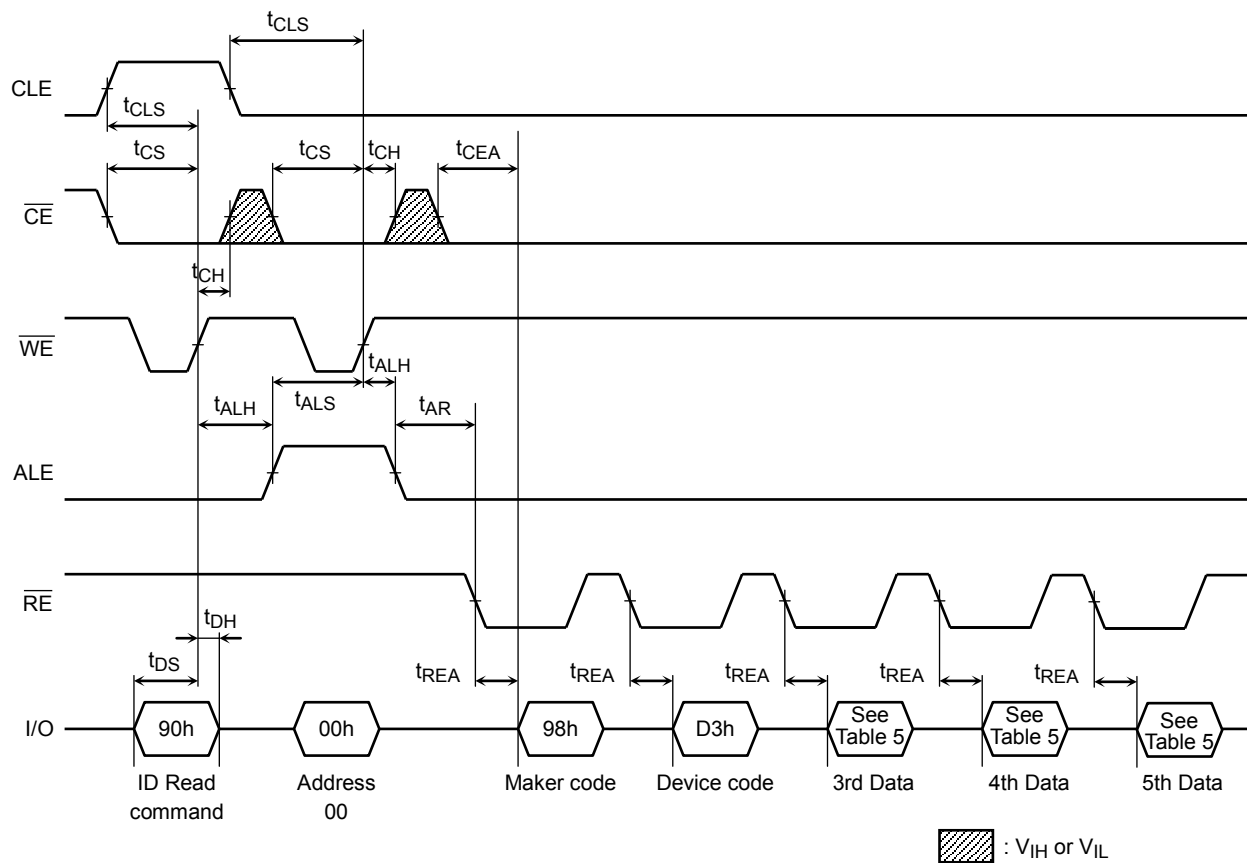 tCLS
CLE
tCLS
tCS
tCS
tCH
tCEA
CE
tCH
WE
tALH
tALH
tALS
tAR
ALE
RE
tDH
tDS
tREA
tREA
tREA
tREA
tREA
I/O
90h
00h
98h
D3h
See
Table 5
See
Table 5
See
Table 5
ID Read
command
Address
00
Maker code
Device code
3rd Data
4th Data
5th Data
: VIH or VIL